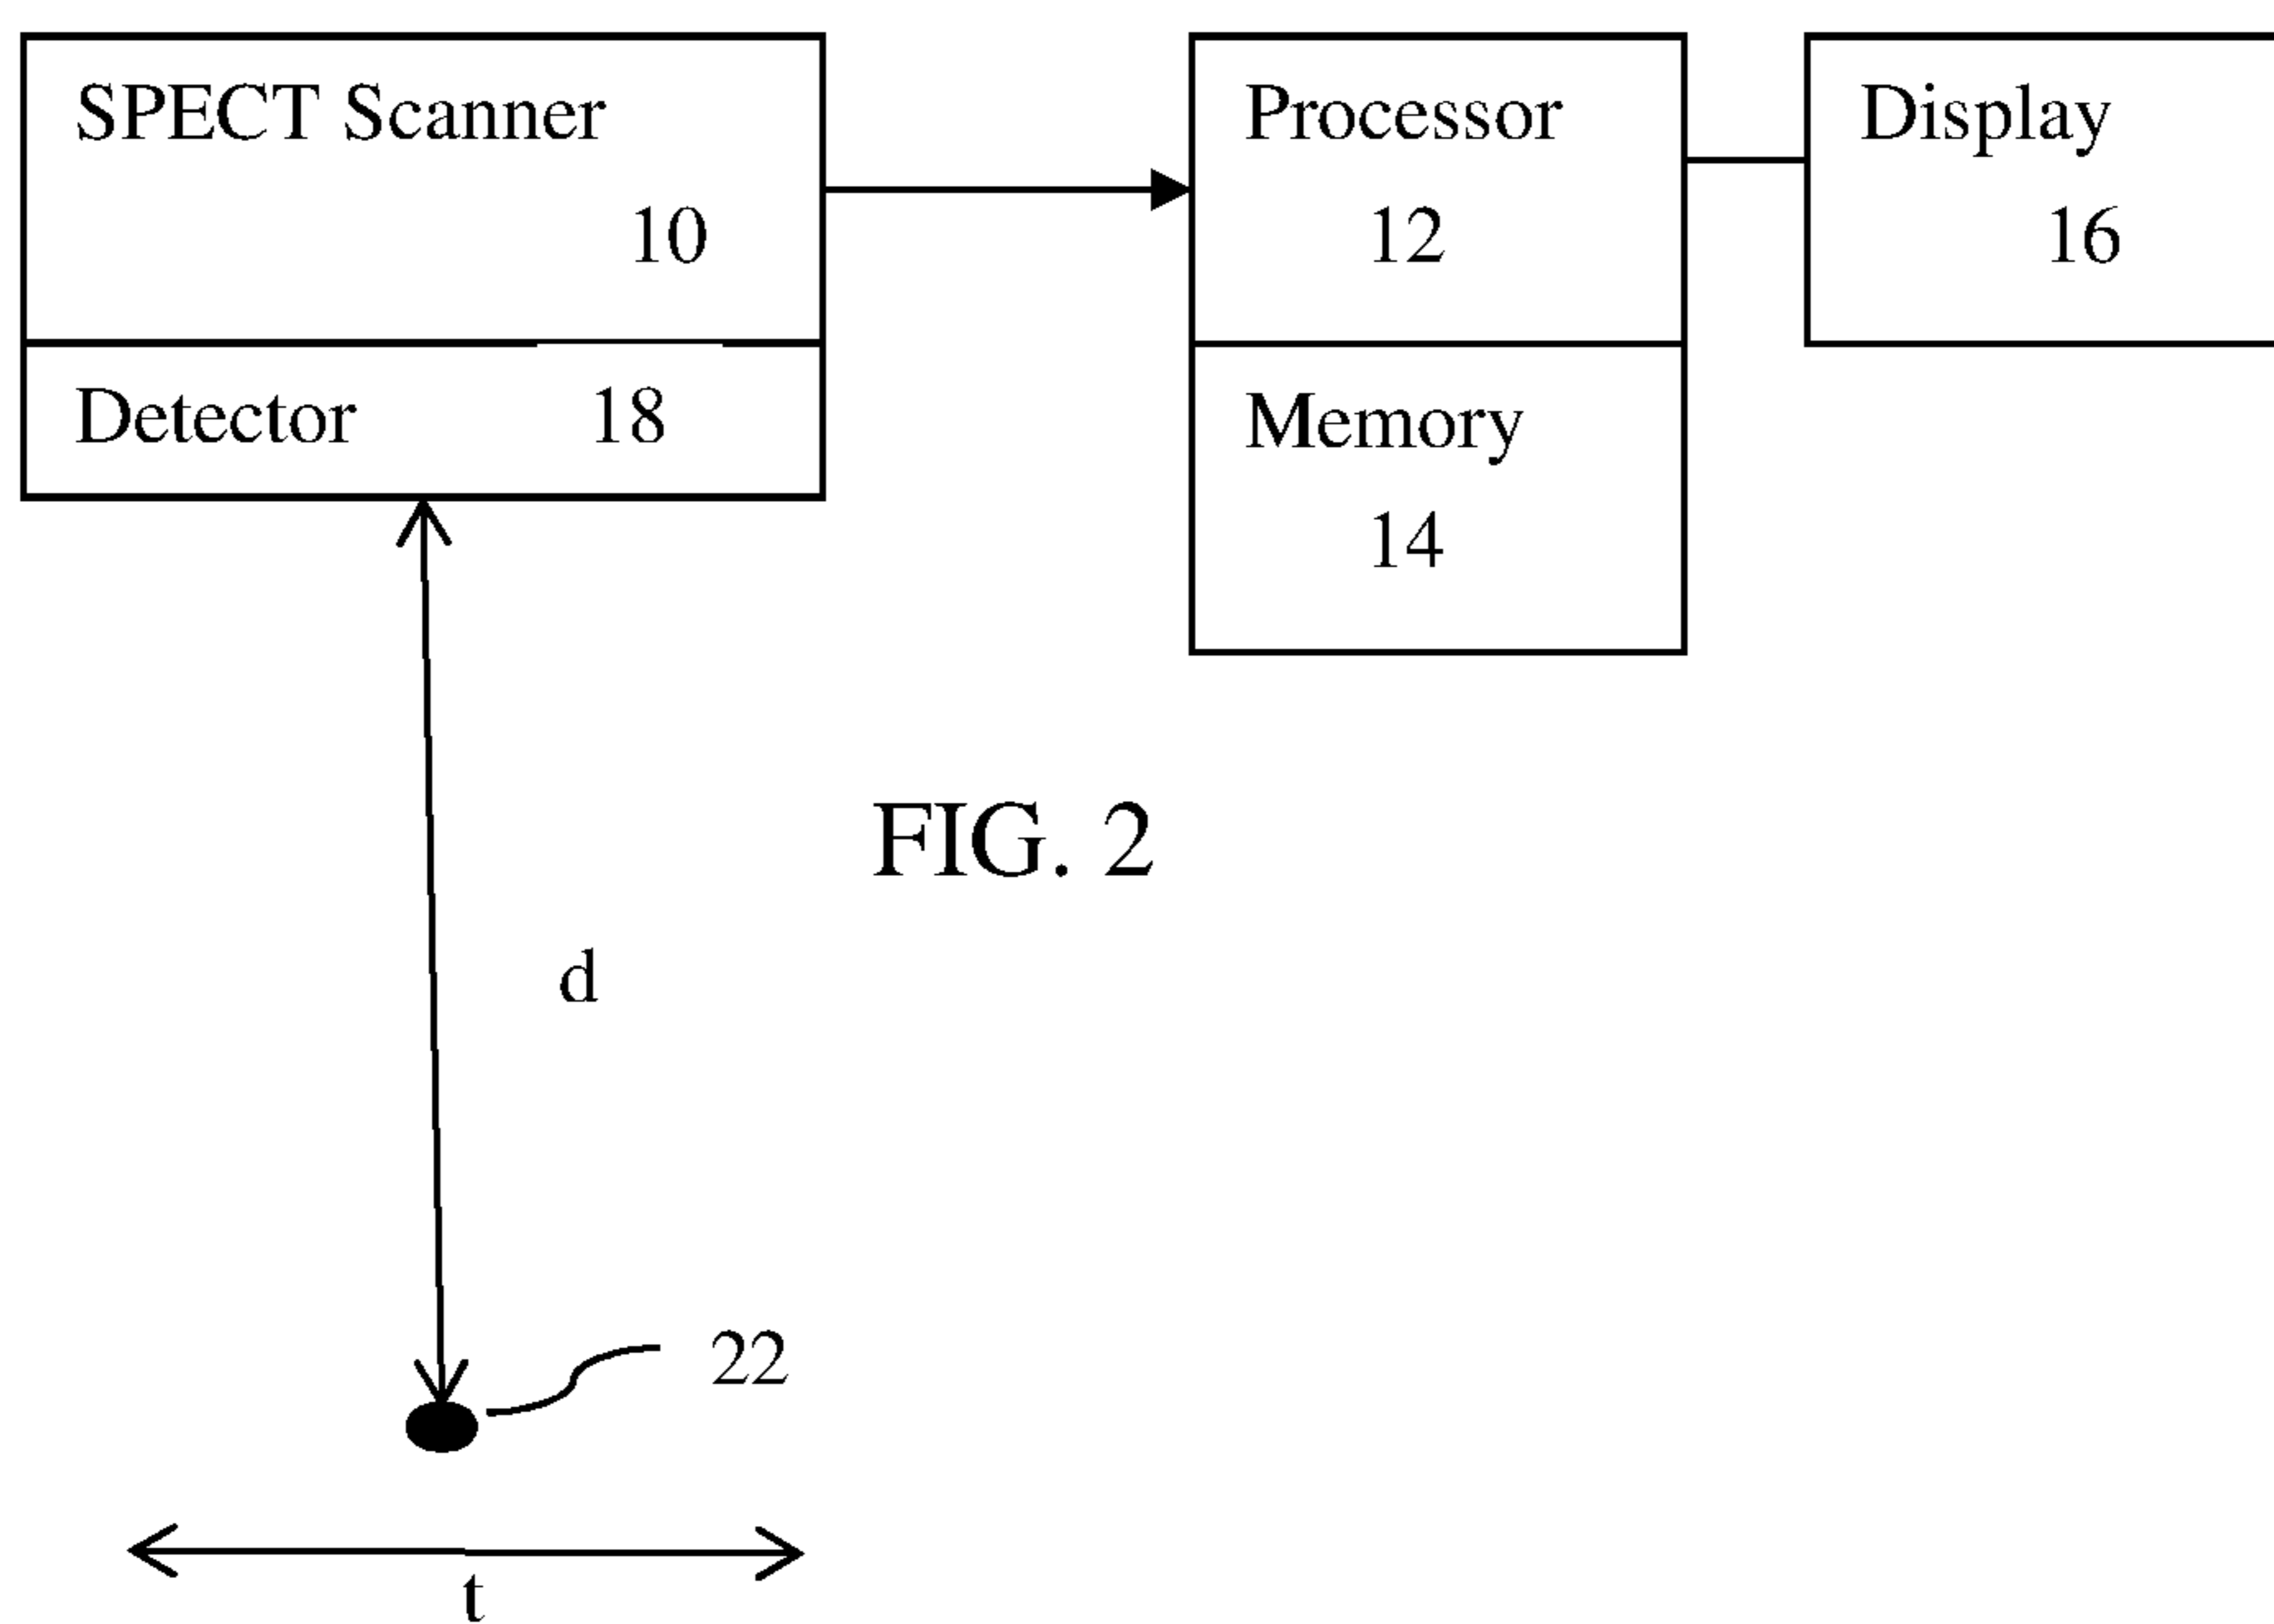 SPECT Scanner
10
Detector 18
Processor
12
Memory
14
Display
16
FIG. 2
d
22
t